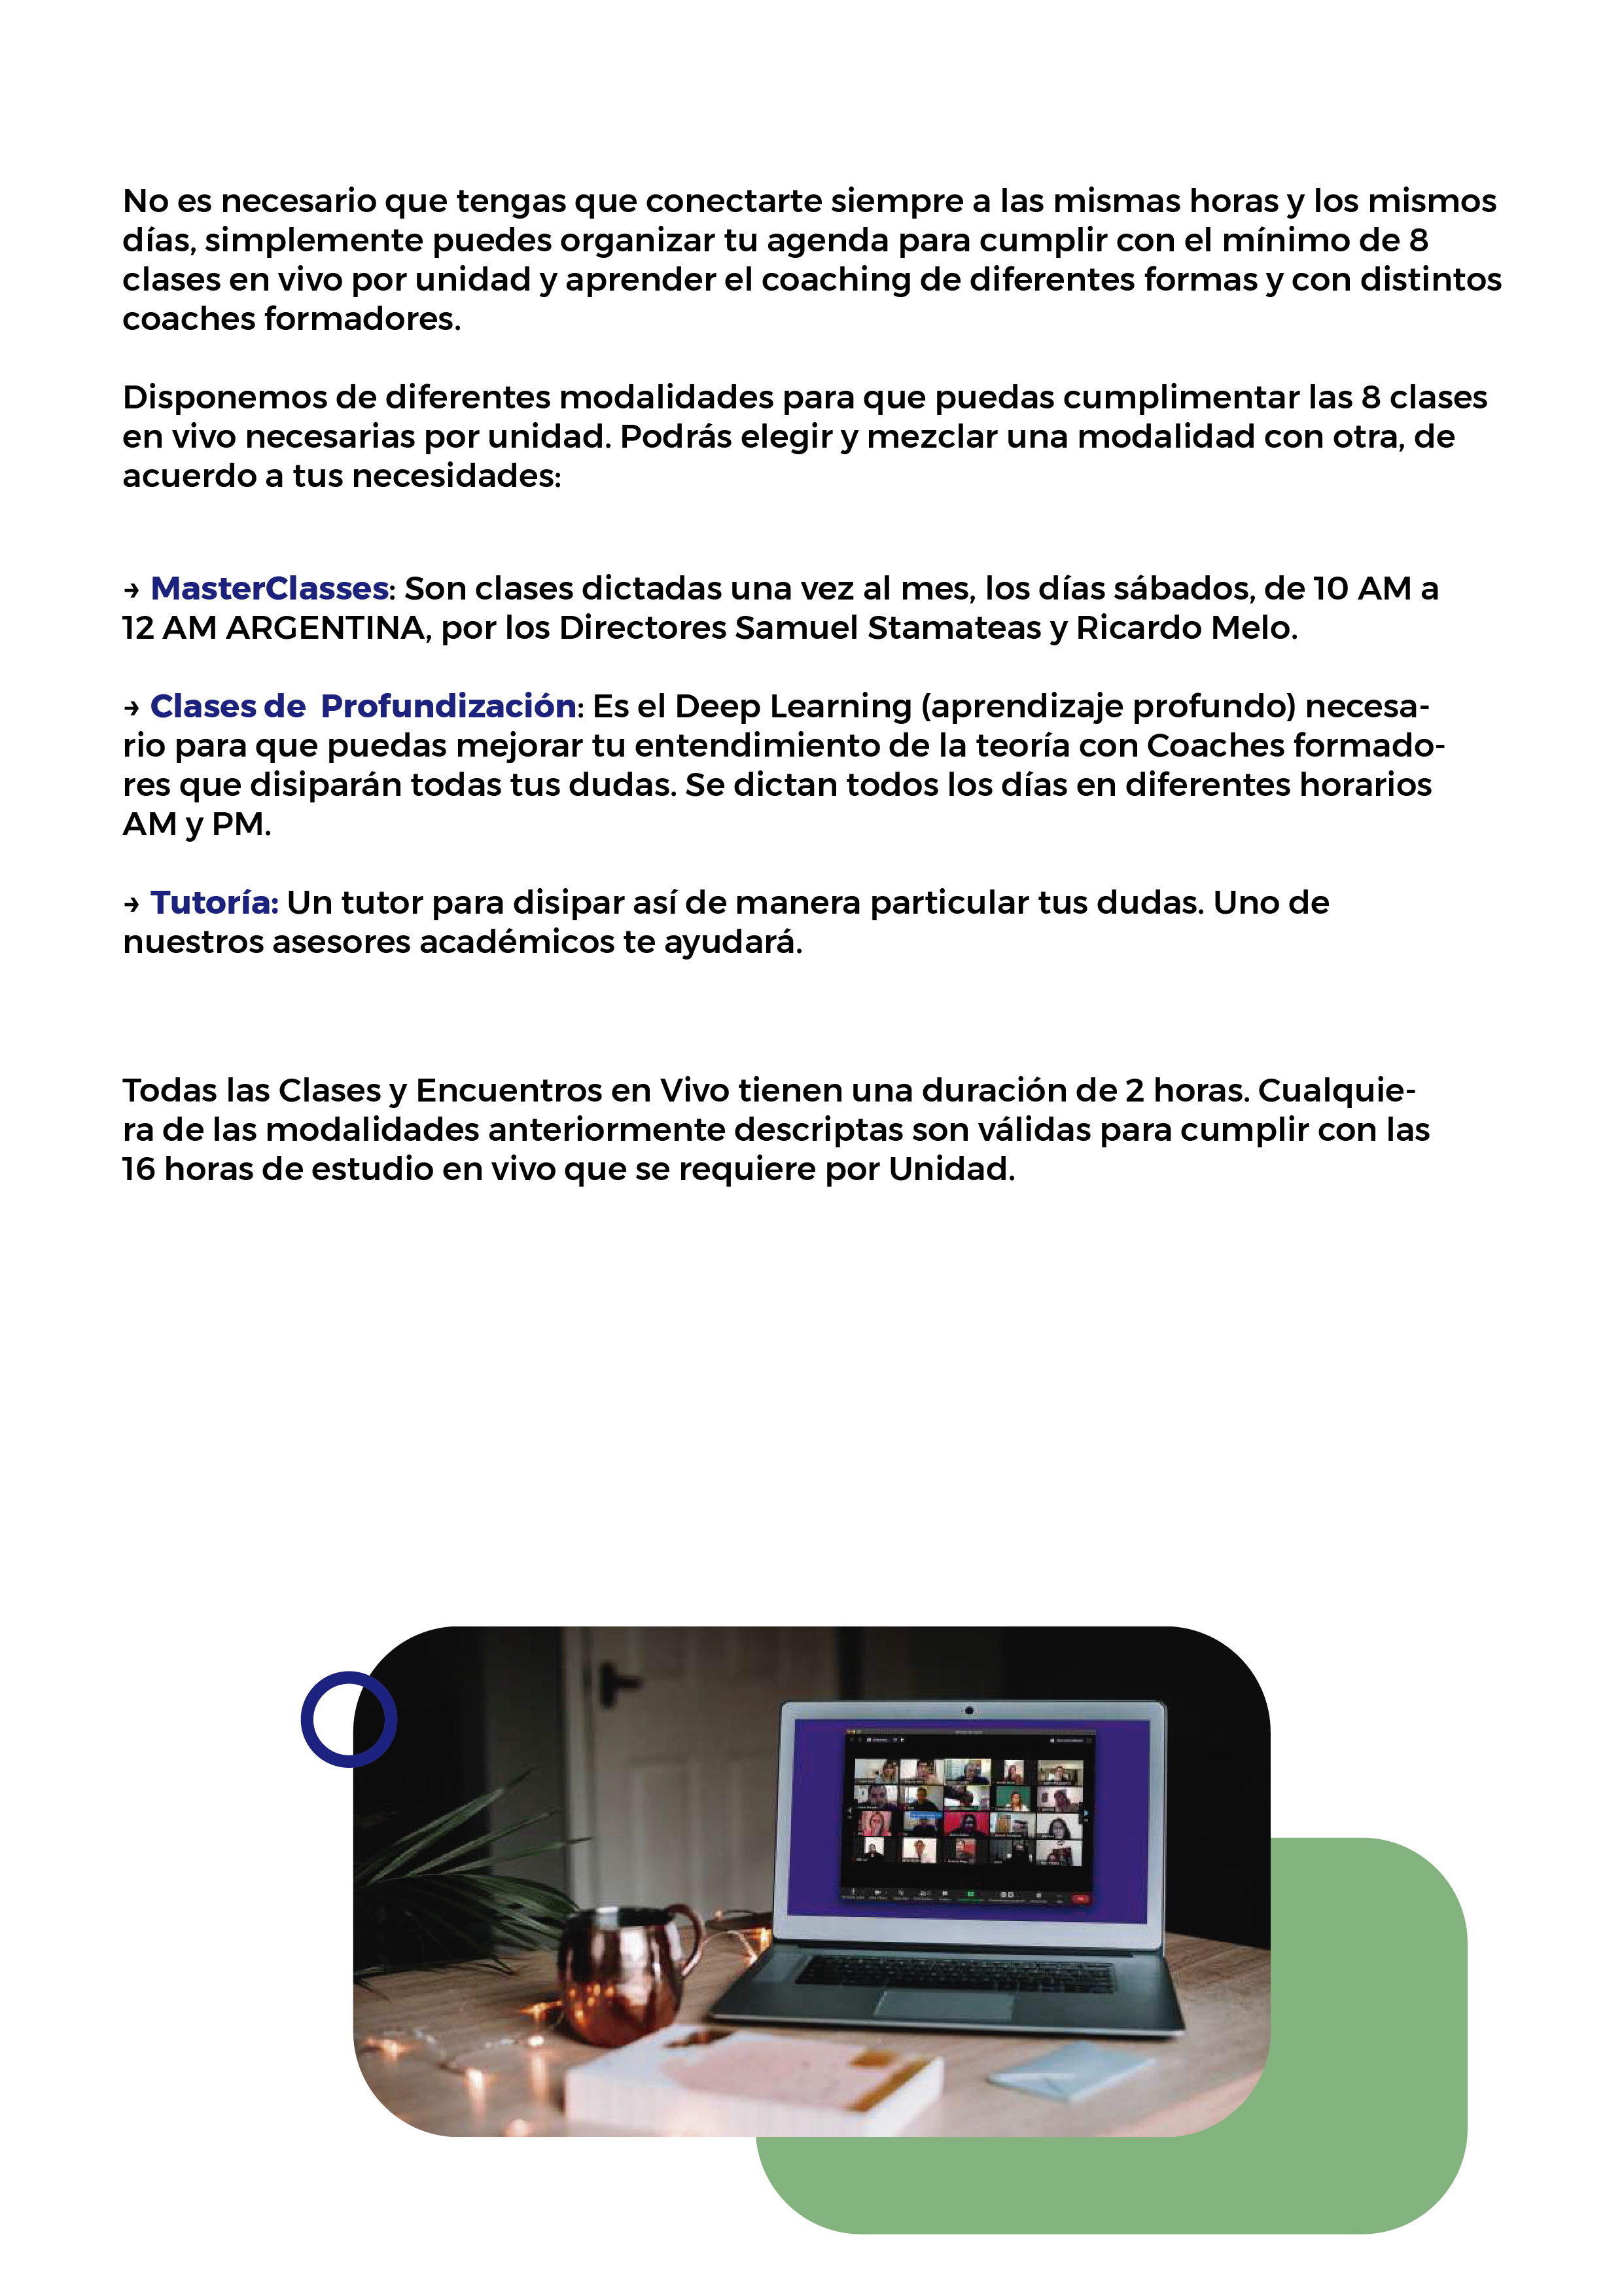 No es necesario que tengas que conectarte siempre a las mismas horas y los mismos
días, simplemente puedes organizar tu agenda para cumplir con el mínimo de 8
clases en vivo por unidad y aprender el coaching de diferentes formas y con distintos
coaches formadores.
Disponemos de diferentes modalidades para que puedas cumplimentar las 8 clases
en vivo necesarias por unidad. Podrás elegir y mezclar una modalidad con otra, de
acuerdo a tus necesidades:
→ MasterClasses: Son clases dictadas una vez al mes, los días sábados, de 10 AM a
12 AM ARGENTINA, por los Directores Samuel Stamateas y Ricardo Melo.
→ Clases de  Profundización: Es el Deep Learning (aprendizaje profundo) necesa-
rio para que puedas mejorar tu entendimiento de la teoría con Coaches formado-
res que disiparán todas tus dudas. Se dictan todos los días en diferentes horarios
AM y PM.
→ Tutoría: Un tutor para disipar así de manera particular tus dudas. Uno de
nuestros asesores académicos te ayudará.
Todas las Clases y Encuentros en Vivo tienen una duración de 2 horas. Cualquie-
ra de las modalidades anteriormente descriptas son válidas para cumplir con las
16 horas de estudio en vivo que se requiere por Unidad.